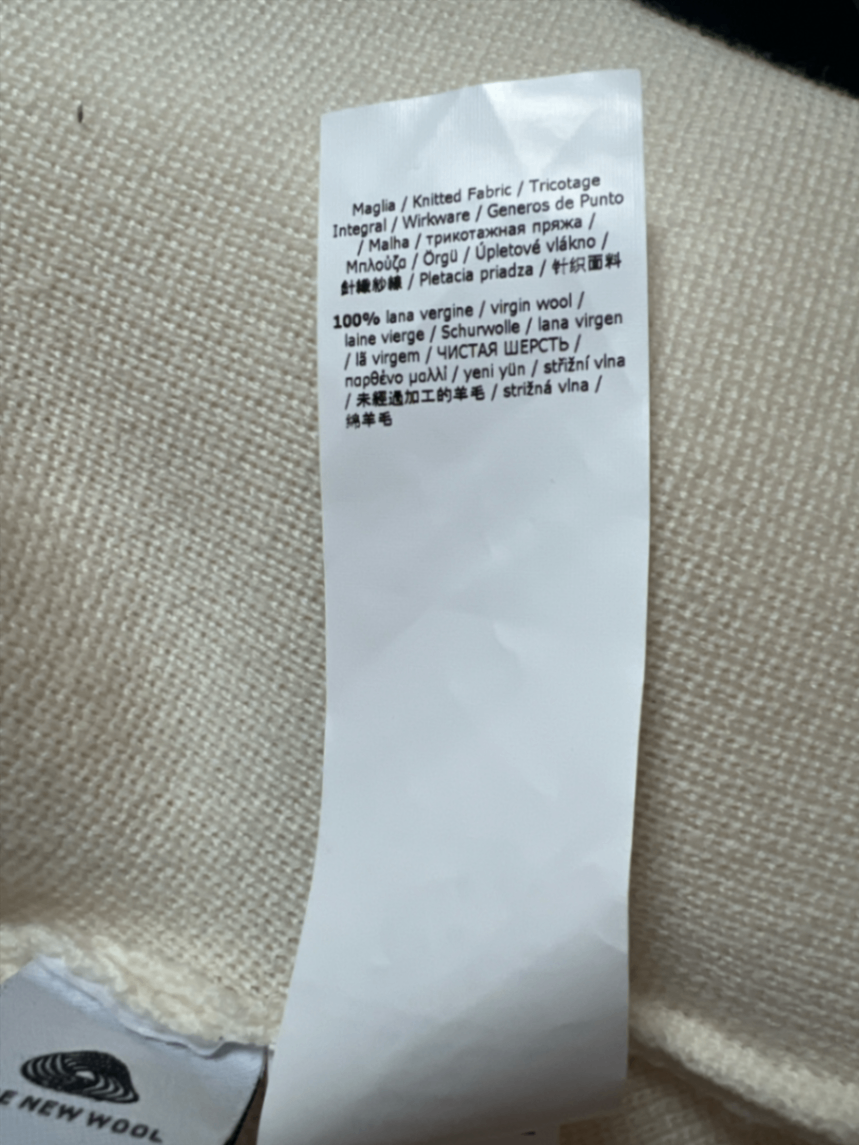 Maglia / Knitted Fabric / Tricotage
Integral / Wirkware / Generos de Punto
/ Malha / трикотажная пряжа /
Μπλούζα / Örgü / Úpletové vlákno /
針織紗線 / Pletacia priadza / 针织面料
100% lana vergine / virgin wool /
laine vierge / Schurwolle / lana virgen
/ lã virgem / ЧИСТАЯ ШЕРСТЬ /
παρθένο μαλλί / yeni yün / střižní vlna
/ 未經過加工的羊毛 / strižná vlna /
绵羊毛
E NEW WOOL